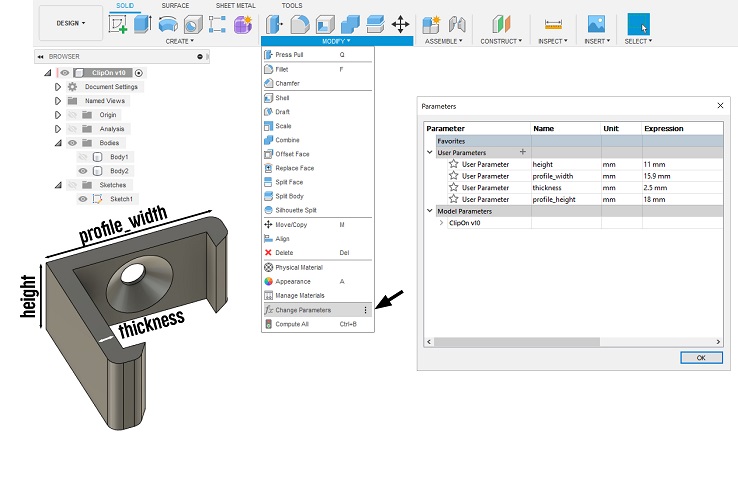 SOLID SURFACE SHEET METAL TOOLS
DESIGN ▾
CREATE ▾ MODIFY ▾ ASSEMBLE ▾ CONSTRUCT ▾ INSPECT ▾ INSERT ▾ SELECT ▾
BROWSER
ClipOn v10
Document Settings
Named Views
Origin
Analysis
Bodies
Body1
Body2
Sketches
Sketch1
Press Pull Q
Fillet F
Chamfer
Shell
Draft
Scale
Combine
Offset Face
Replace Face
Split Face
Split Body
Silhouette Split
Move/Copy M
Align
Delete Del
Physical Material
Appearance A
Manage Materials
fx Change Parameters
Compute All Ctrl+B
profile_width
height
thickness
Parameters
Parameter Name Unit Expression
Favorites
User Parameters +
User Parameter height mm 11 mm
User Parameter profile_width mm 15.9 mm
User Parameter thickness mm 2.5 mm
User Parameter profile_height mm 18 mm
Model Parameters
ClipOn v10
OK